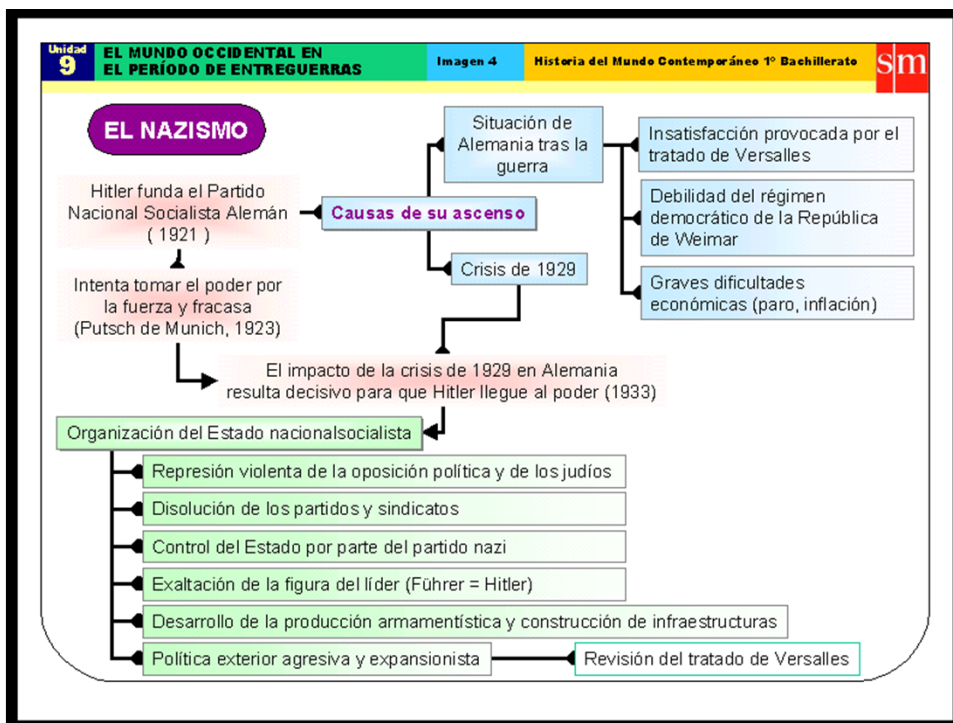 Unidad
9
EL MUNDO OCCIDENTAL EN
EL PERÍODO DE ENTREGUERRAS
Imagen 4
Historia del Mundo Contemporáneo 1º Bachillerato
sm
EL NAZISMO
Hitler funda el Partido
Nacional Socialista Alemán
( 1921 )
Intenta tomar el poder por
la fuerza y fracasa
(Putsch de Munich, 1923)
Causas de su ascenso
Situación de
Alemania tras la
guerra
Insatisfacción provocada por el
tratado de Versalles
Debilidad del régimen
democrático de la República
de Weimar
Graves dificultades
económicas (paro, inflación)
Crisis de 1929
El impacto de la crisis de 1929 en Alemania
resulta decisivo para que Hitler llegue al poder (1933)
Organización del Estado nacionalsocialista
Represión violenta de la oposición política y de los judíos
Disolución de los partidos y sindicatos
Control del Estado por parte del partido nazi
Exaltación de la figura del líder (Führer = Hitler)
Desarrollo de la producción armamentística y construcción de infraestructuras
Política exterior agresiva y expansionista
Revisión del tratado de Versalles